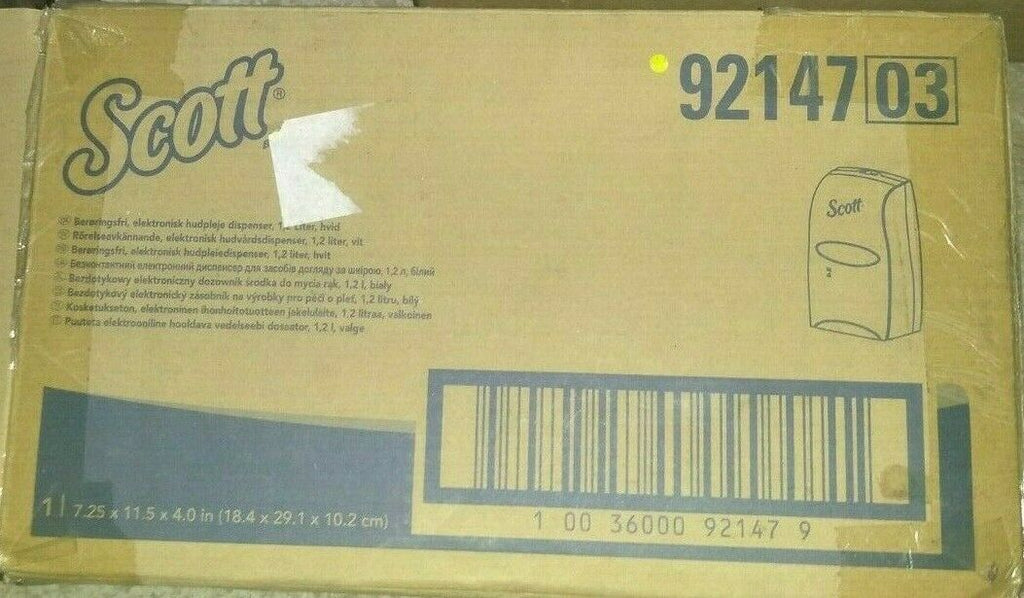 Scott®
92147 03
Berøringsfri, elektronisk hudpleje dispenser, 1,2 Liter, hvid
Rörelseavkännande, elektronisk hudvårdsdispenser, 1,2 liter, vit
Berøringsfri, elektronisk hudpleiedispenser, 1,2 liter, hvit
Безконтактний електронний диспенсер для засобів догляду за шкірою, 1,2 л, білий
Bezdotykowy elektroniczny dozownik środka do mycia rąk, 1,2 l, biały
Bezdotykový elektronický zásobník na výrobky pro péči o pleť, 1,2 litru, bílý
Kosketukseton, elektroninen ihonhoitotuotteen jakelulaite, 1,2 litraa, valkoinen
Puuteta elektrooniline hooldava vedelseebi dosaator, 1,2 l, valge
Scott
1 | 7.25 x 11.5 x 4.0 in (18.4 x 29.1 x 10.2 cm)
1 00 36000 92147 9